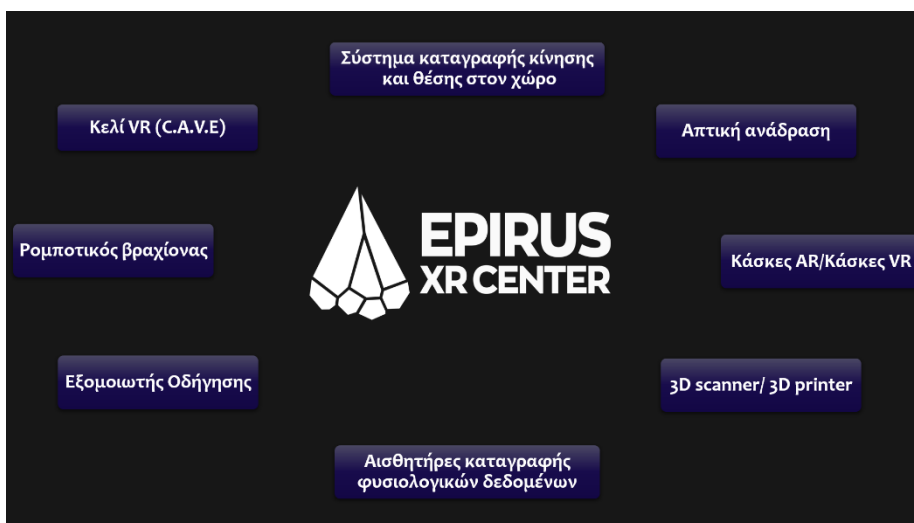 Σύστημα καταγραφής κίνησης
και θέσης στον χώρο
Κελί VR (C.A.V.E)
Απτική ανάδραση
Ρομποτικός βραχίονας
EPIRUS
XR CENTER
Κάσκες AR/Κάσκες VR
Εξομοιωτής Οδήγησης
3D scanner/ 3D printer
Αισθητήρες καταγραφής
φυσιολογικών δεδομένων